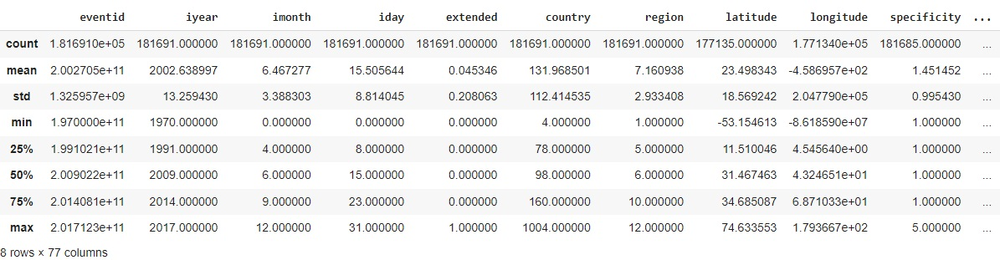 eventid iyear imonth iday extended country region latitude longitude specificity ...
count 1.816910e+05 181691.000000 181691.000000 181691.000000 181691.000000 181691.000000 181691.000000 177135.000000 1.771340e+05 181685.000000 ...
mean 2.002705e+11 2002.638997 6.467277 15.505644 0.045346 131.968501 7.160938 23.498343 -4.586957e+02 1.451452 ...
std 1.325957e+09 13.259430 3.388303 8.814045 0.208063 112.414535 2.933408 18.569242 2.047790e+05 0.995430 ...
min 1.970000e+11 1970.000000 0.000000 0.000000 0.000000 4.000000 1.000000 -53.154613 -8.618590e+07 1.000000 ...
25% 1.991021e+11 1991.000000 4.000000 8.000000 0.000000 78.000000 5.000000 11.510046 4.545640e+00 1.000000 ...
50% 2.009022e+11 2009.000000 6.000000 15.000000 0.000000 98.000000 6.000000 31.467463 4.324651e+01 1.000000 ...
75% 2.014081e+11 2014.000000 9.000000 23.000000 0.000000 160.000000 10.000000 34.685087 6.871033e+01 1.000000 ...
max 2.017123e+11 2017.000000 12.000000 31.000000 1.000000 1004.000000 12.000000 74.633553 1.793667e+02 5.000000 ...
8 rows × 77 columns